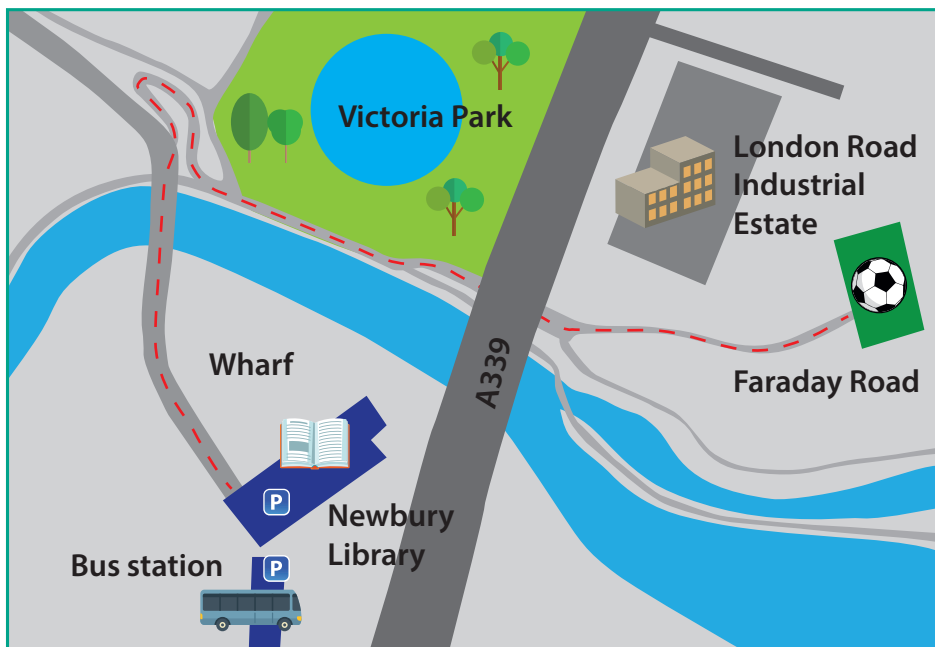 Victoria Park
London Road
Industrial
Estate
A339
Wharf
Faraday Road
P
Newbury
Library
Bus station
P